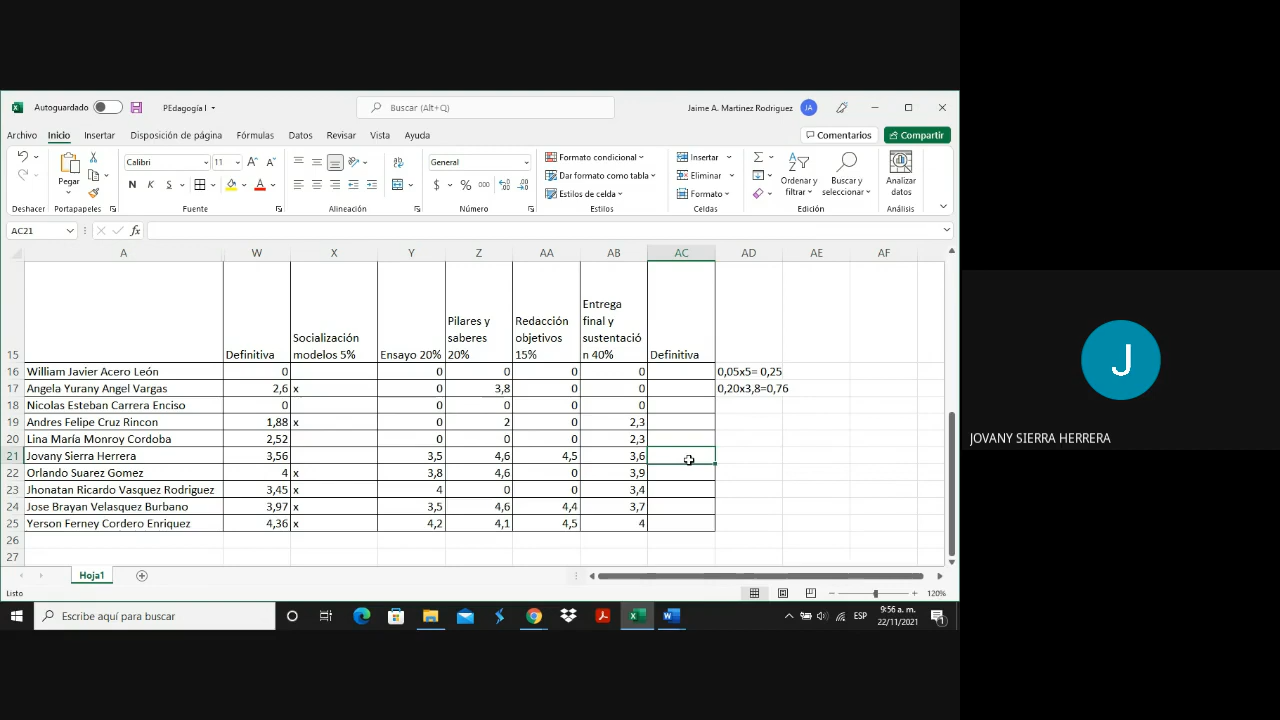 Autoguardado
PEdagogía I
Buscar (Alt+Q)
Jaime A. Martinez Rodriguez JA
Archivo Inicio Insertar Disposición de página Fórmulas Datos Revisar Vista Ayuda
Comentarios Compartir
Pegar
Calibri 11
N K S
General
$ % 000
Formato condicional
Dar formato como tabla
Estilos de celda
Insertar
Eliminar
Formato
Ordenar y
filtrar
Buscar y
seleccionar
Analizar
datos
Deshacer Portapapeles Fuente Alineación Número Estilos Celdas Edición Análisis
AC21 fx
A W X Y Z AA AB AC AD AE AF
15
Definitiva
Socialización
modelos 5%
Ensayo 20%
Pilares y
saberes
20%
Redacción
objetivos
15%
Entrega
final y
sustentació
n 40%
Definitiva
16 William Javier Acero León 0 0 0 0 0 0,05x5= 0,25
17 Angela Yurany Angel Vargas 2,6 x 0 3,8 0 0 0,20x3,8=0,76
18 Nicolas Esteban Carrera Enciso 0 0 0 0 0
19 Andres Felipe Cruz Rincon 1,88 x 0 2 0 2,3
20 Lina María Monroy Cordoba 2,52 0 0 0 2,3
21 Jovany Sierra Herrera 3,56 3,5 4,6 4,5 3,6
22 Orlando Suarez Gomez 4 x 3,8 4,6 0 3,9
23 Jhonatan Ricardo Vasquez Rodriguez 3,45 x 4 0 0 3,4
24 Jose Brayan Velasquez Burbano 3,97 x 3,5 4,6 4,4 3,7
25 Yerson Ferney Cordero Enriquez 4,36 x 4,2 4,1 4,5 4
26
27
Hoja1
Listo
120%
Escribe aquí para buscar
ESP
9:56 a. m.
22/11/2021
1
J
JOVANY SIERRA HERRERA